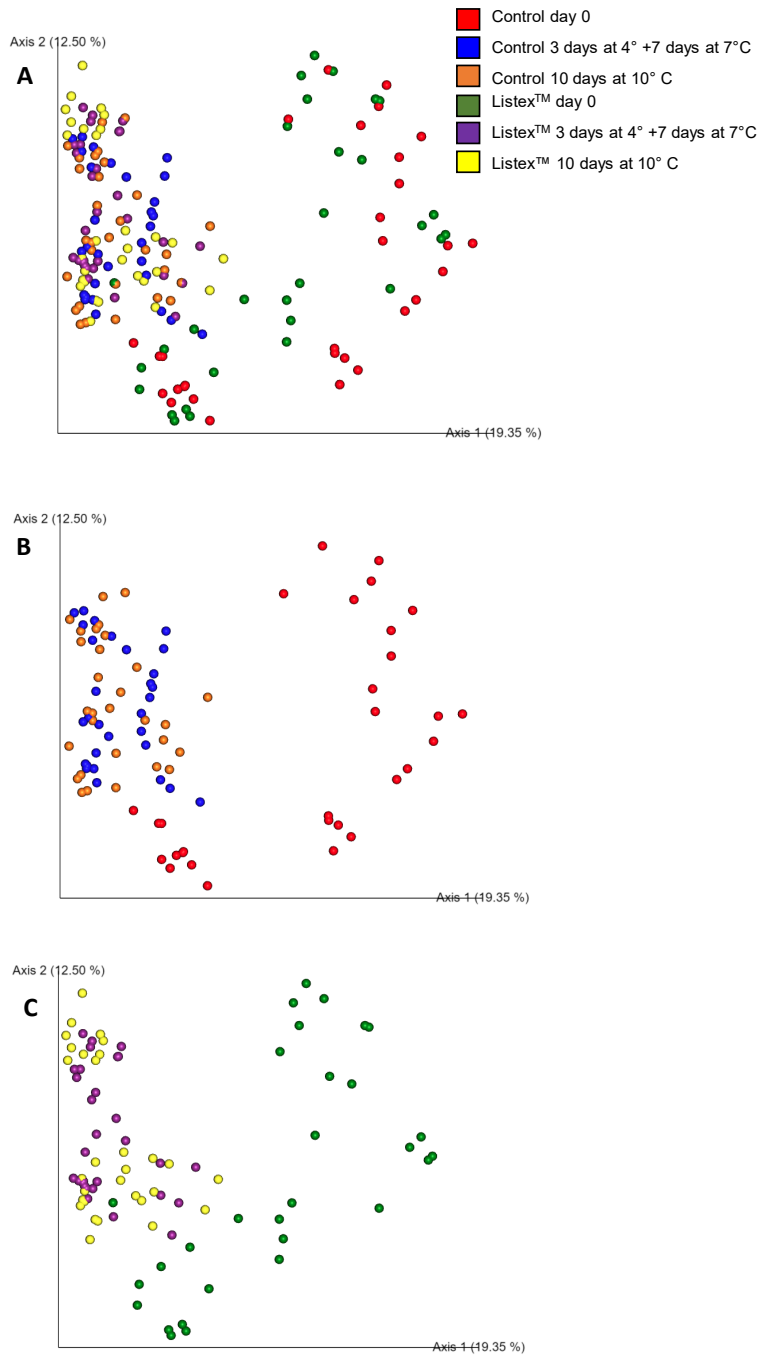 Control day 0
Control 3 days at 4° +7 days at 7°C
Control 10 days at 10° C
Listex™ day 0
Listex™ 3 days at 4° +7 days at 7°C
Listex™ 10 days at 10° C
Axis 2 (12.50 %)
A
Axis 1 (19.35 %)
Axis 2 (12.50 %)
B
Axis 1 (19.35 %)
Axis 2 (12.50 %)
C
Axis 1 (19.35 %)